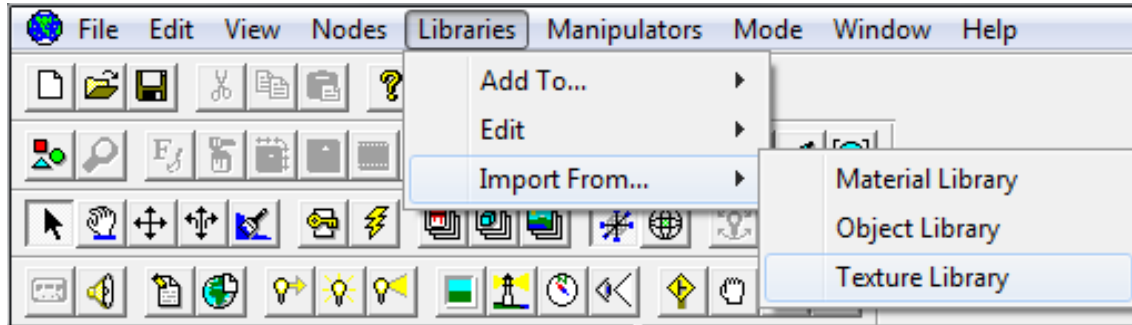 File Edit View Nodes Libraries Manipulators Mode Window Help
Add To...
Edit
Import From...
Material Library
Object Library
Texture Library